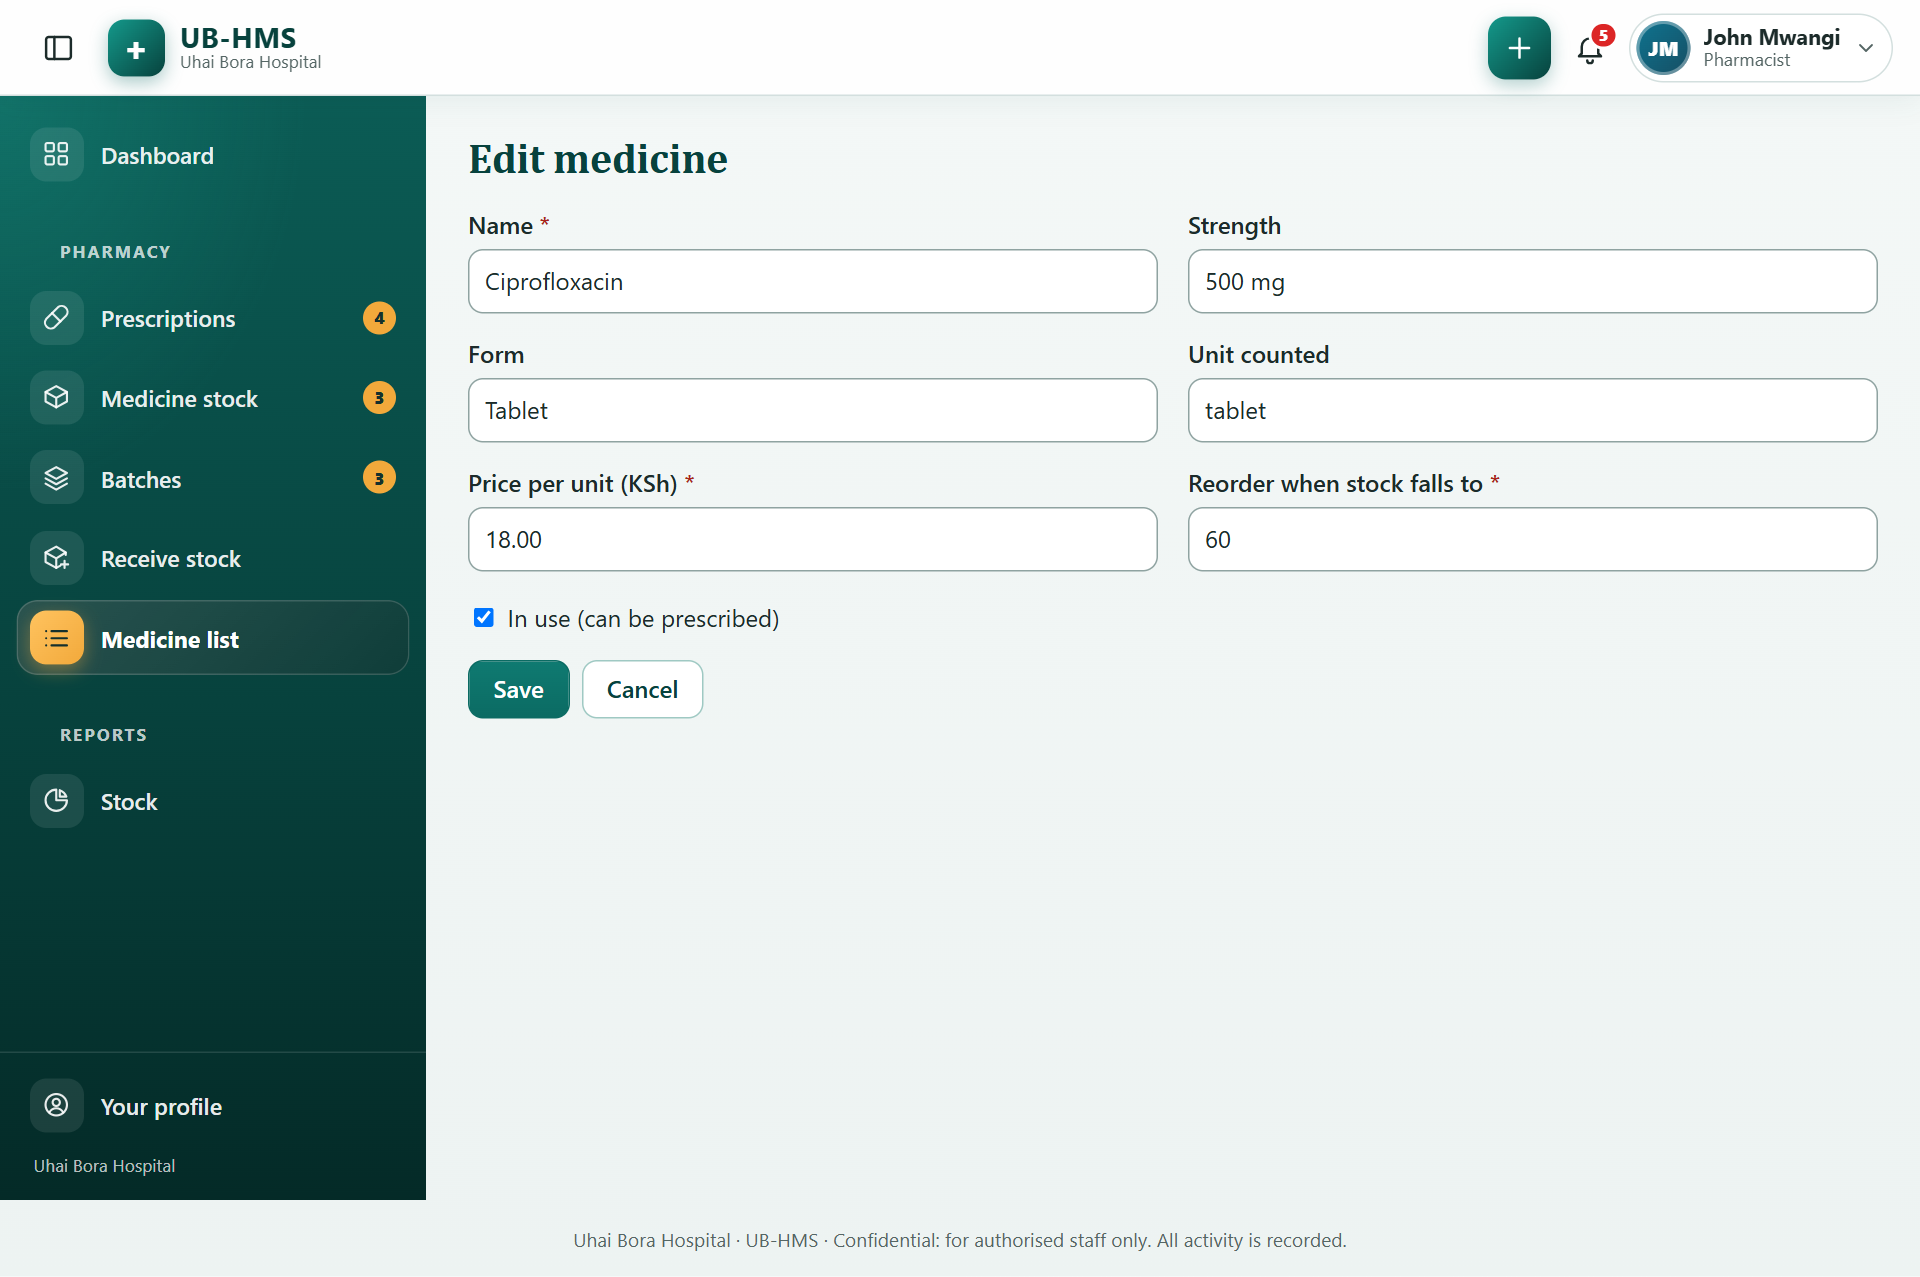 UB-HMS
Uhai Bora Hospital
5
JM
John Mwangi
Pharmacist
Dashboard
PHARMACY
Prescriptions 4
Medicine stock 3
Batches 3
Receive stock
Medicine list
REPORTS
Stock
Your profile
Uhai Bora Hospital
Edit medicine
Name *
Ciprofloxacin
Strength
500 mg
Form
Tablet
Unit counted
tablet
Price per unit (KSh) *
18.00
Reorder when stock falls to *
60
In use (can be prescribed)
Save
Cancel
Uhai Bora Hospital · UB-HMS · Confidential: for authorised staff only. All activity is recorded.